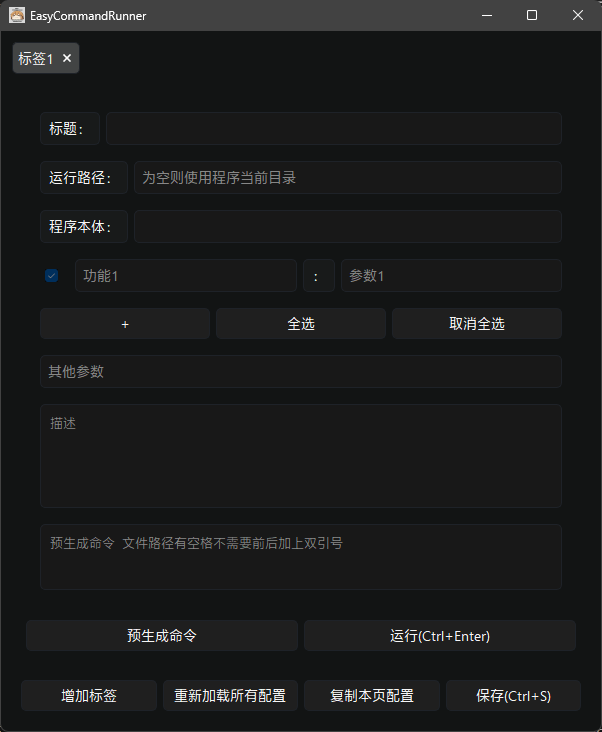 EasyCommandRunner
标签1
标题：
运行路径： 为空则使用程序当前目录
程序本体：
功能1 ： 参数1
+ 全选 取消全选
其他参数
描述
预生成命令 文件路径有空格不需要前后加上双引号
预生成命令 运行(Ctrl+Enter)
增加标签 重新加载所有配置 复制本页配置 保存(Ctrl+S)